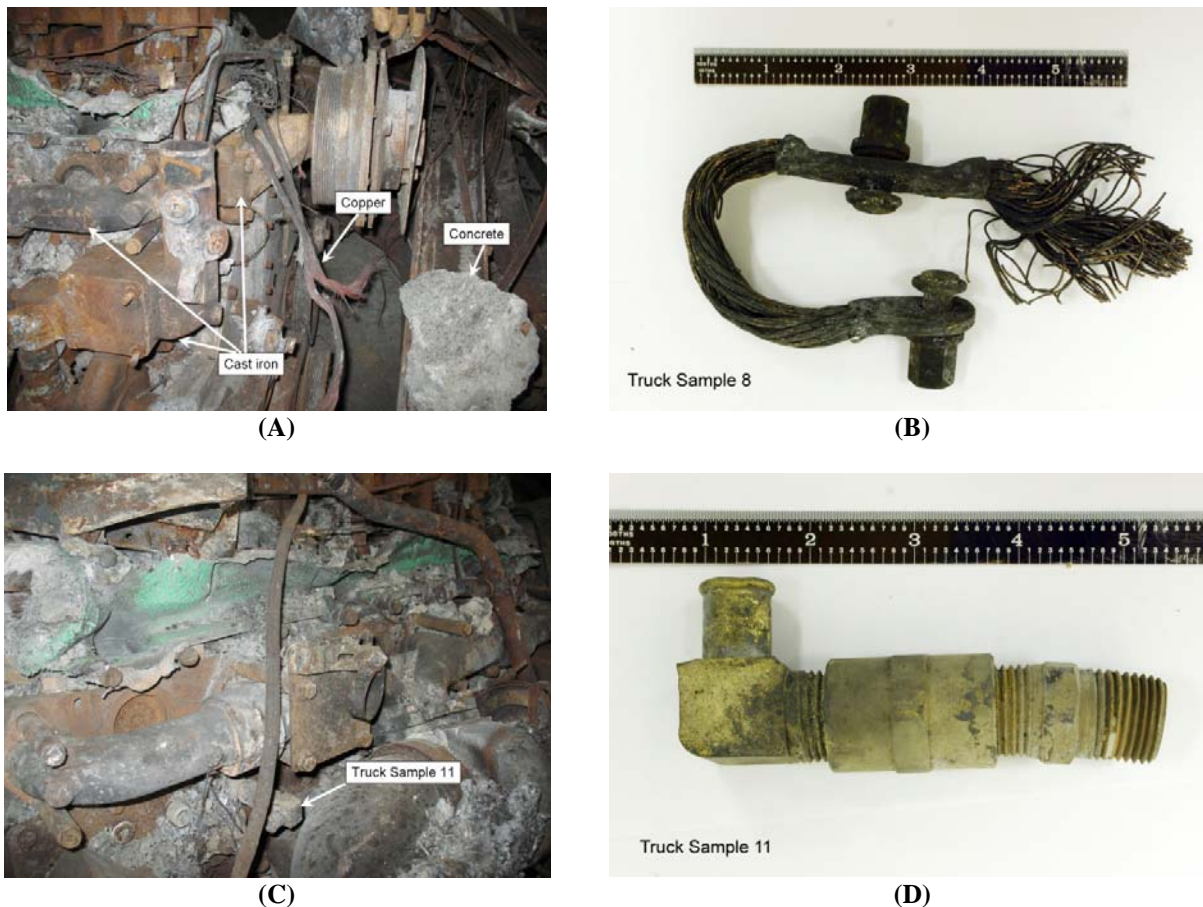 Copper
Concrete
Cast iron
(A)
1 2 3 4 5
Truck Sample 8
(B)
Truck Sample 11
(C)
1 2 3 4 5
Truck Sample 11
(D)